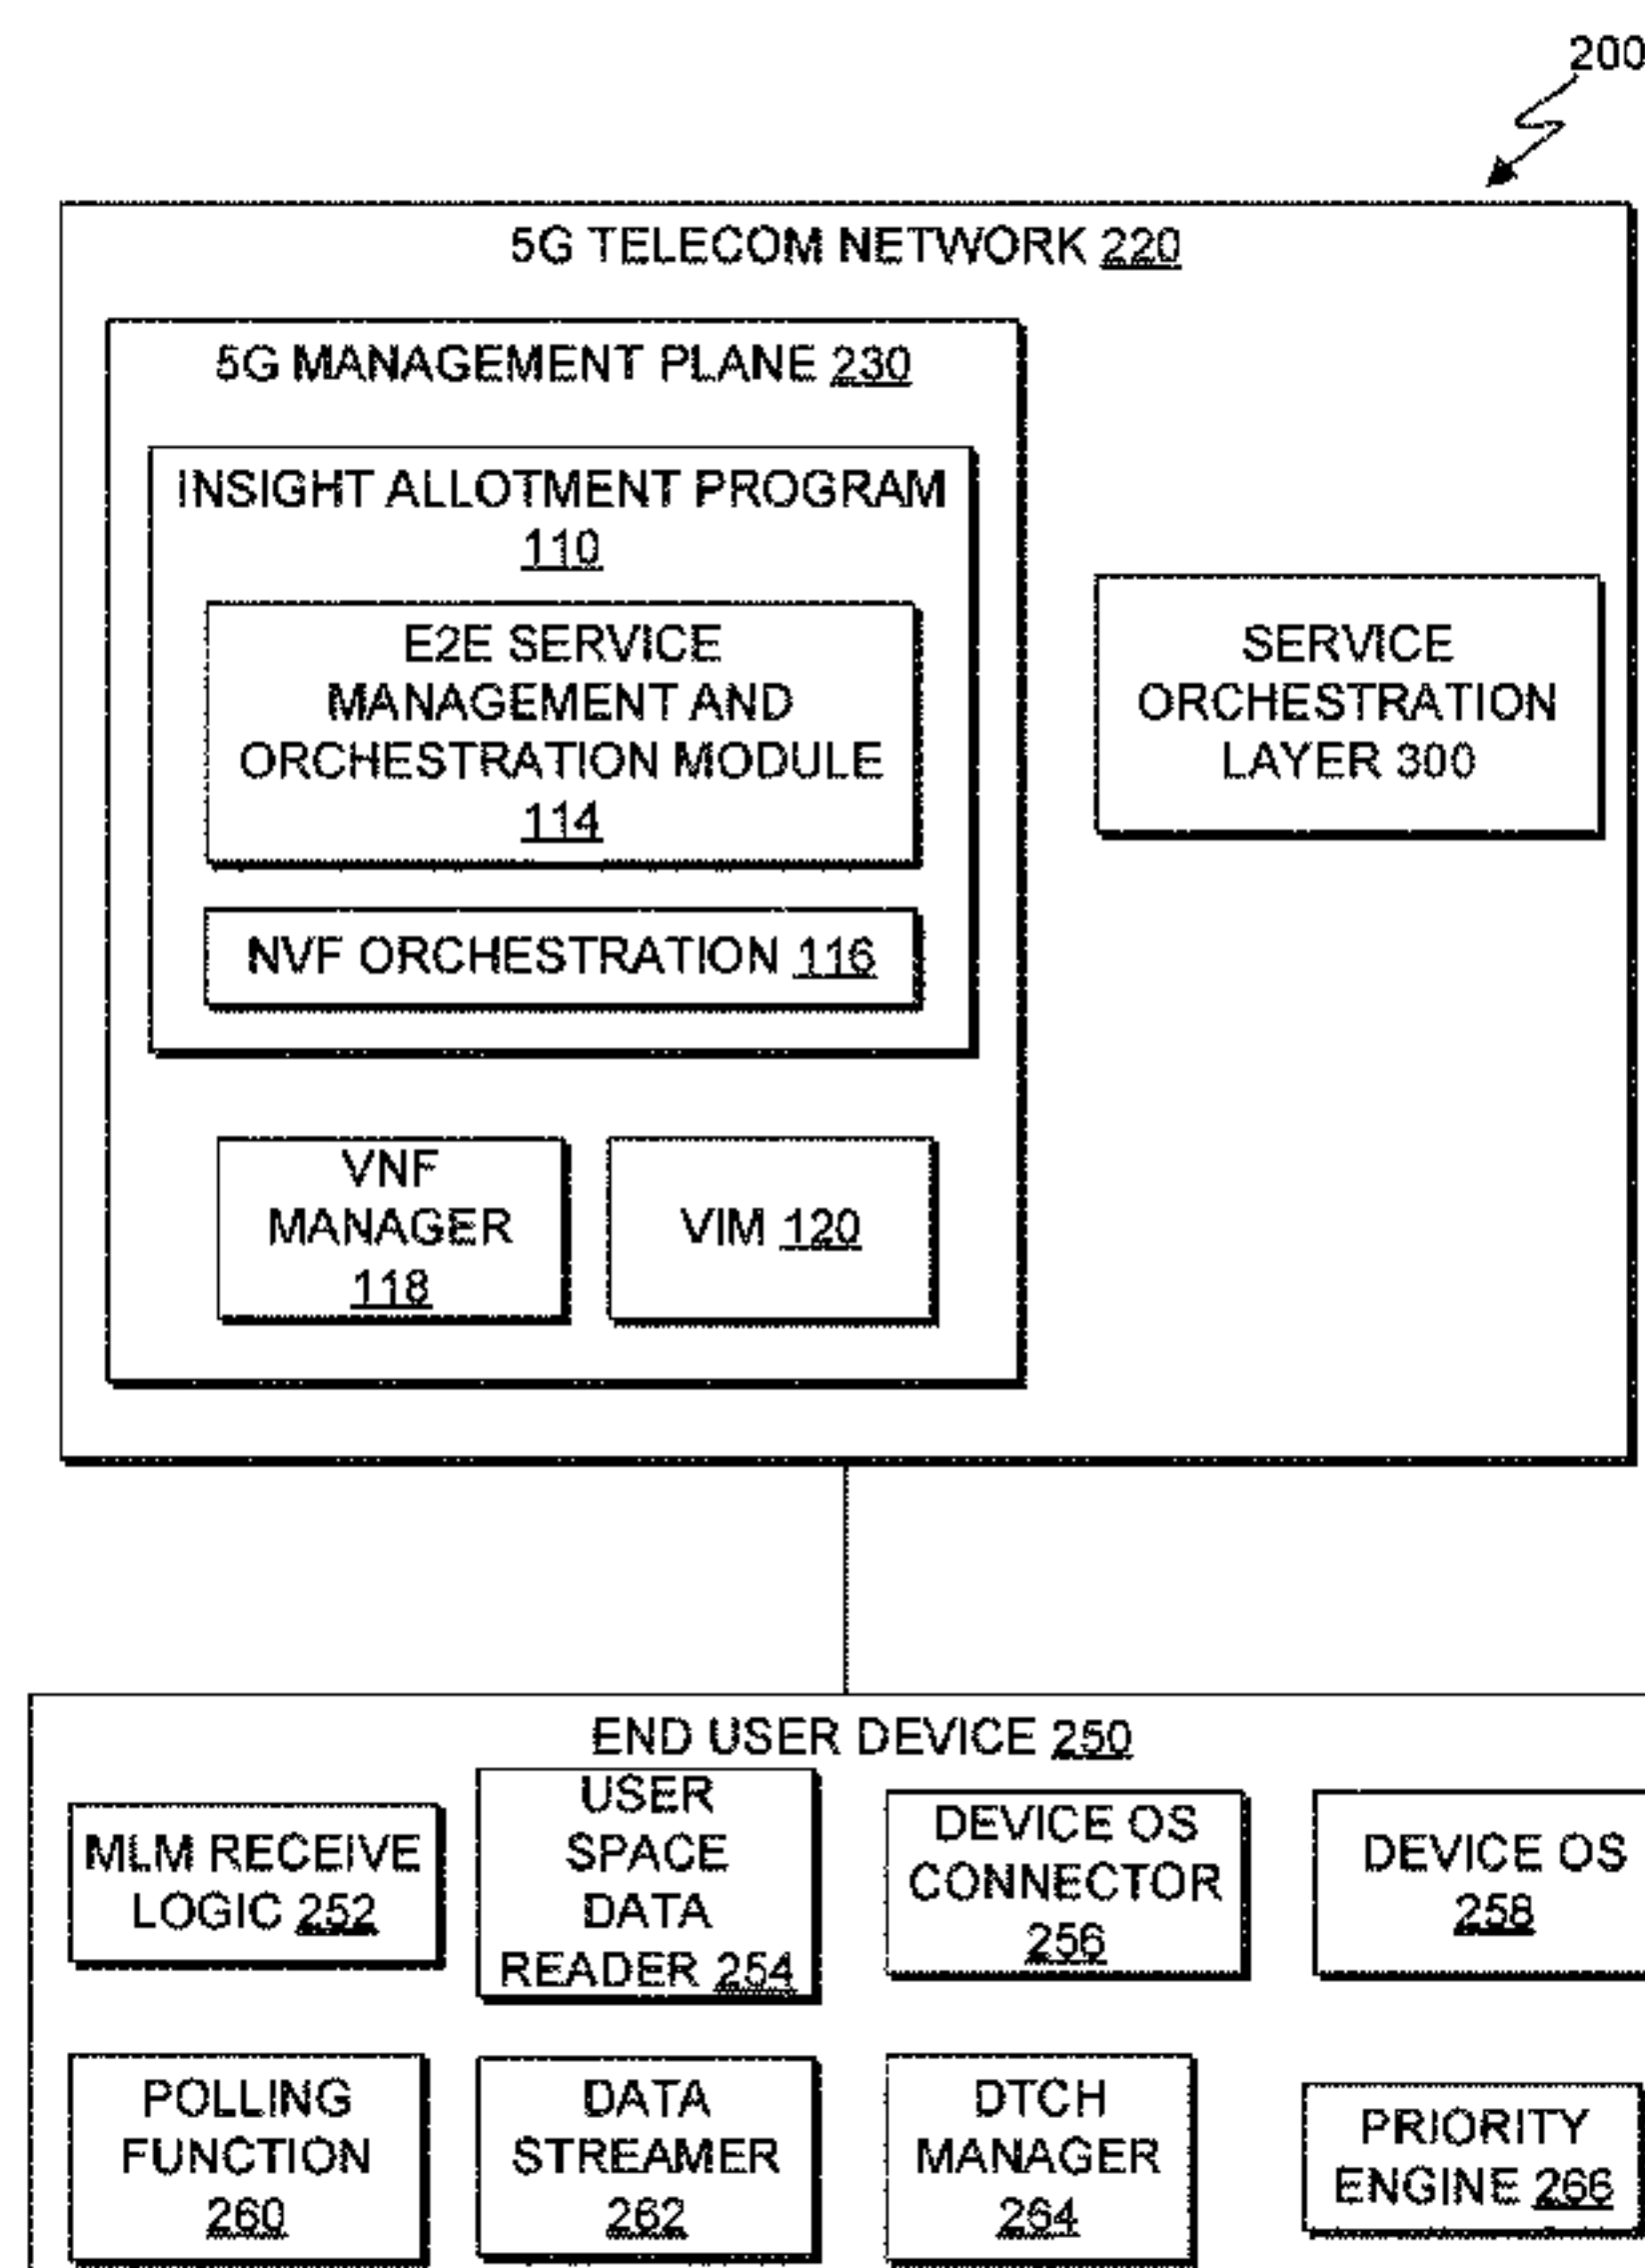 200
5G TELECOM NETWORK 220
5G MANAGEMENT PLANE 230
INSIGHT ALLOTMENT PROGRAM
110
E2E SERVICE
MANAGEMENT AND
ORCHESTRATION MODULE
114
NVF ORCHESTRATION 116
VNF
MANAGER
118
VIM 120
SERVICE
ORCHESTRATION
LAYER 300
END USER DEVICE 250
MLM RECEIVE
LOGIC 252
USER
SPACE
DATA
READER 254
DEVICE OS
CONNECTOR
256
DEVICE OS
258
POLLING
FUNCTION
260
DATA
STREAMER
262
DTCH
MANAGER
264
PRIORITY
ENGINE 266